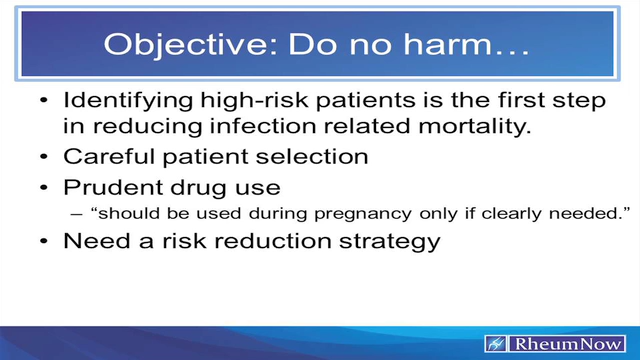 Objective: Do no harm…
• Identifying high-risk patients is the first step
in reducing infection related mortality.
• Careful patient selection
• Prudent drug use
– “should be used during pregnancy only if clearly needed.”
• Need a risk reduction strategy
RheumNow